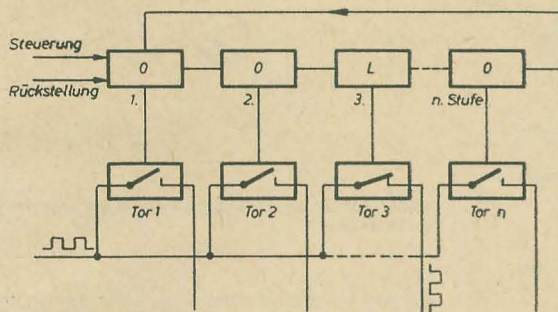 Steuerung
Rückstellung
0 0 L 0
1. 2. 3. n. Stufe
Tor 1 Tor 2 Tor 3 Tor n